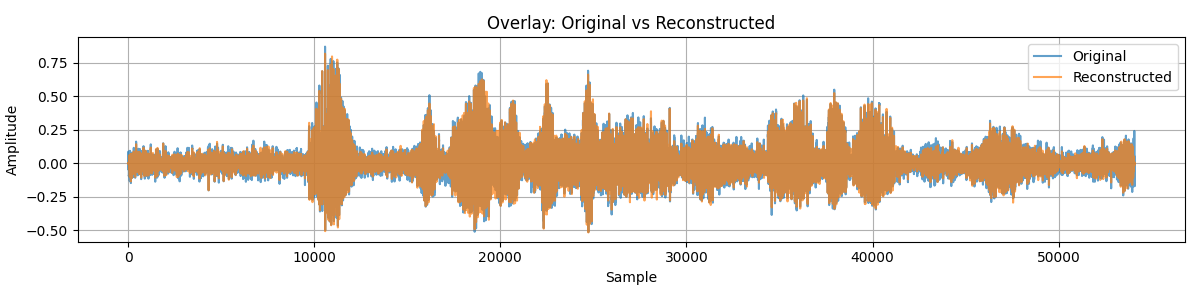 Overlay: Original vs Reconstructed
Original
Reconstructed
Amplitude
0.75
0.50
0.25
0.00
−0.25
−0.50
0
10000
20000
30000
40000
50000
Sample